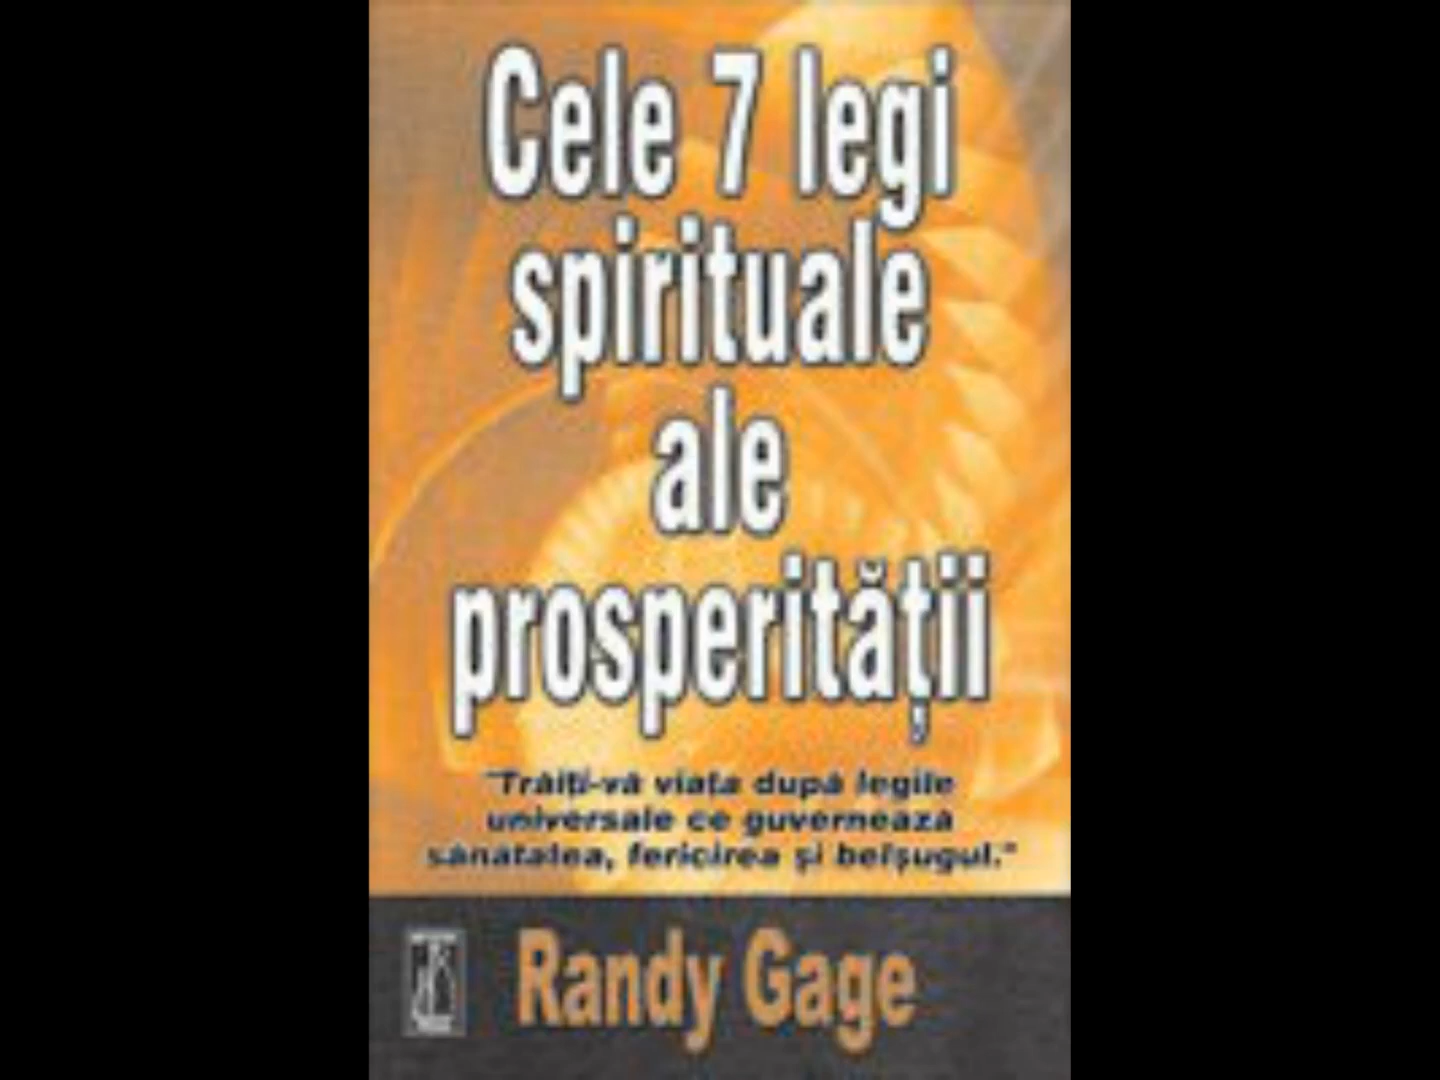 Cele 7 legi
spirituale
ale
prosperității
"Trăiți-vă viața după legile
universale ce guvernează
sănătatea, fericirea și belșugul."
Randy Gage